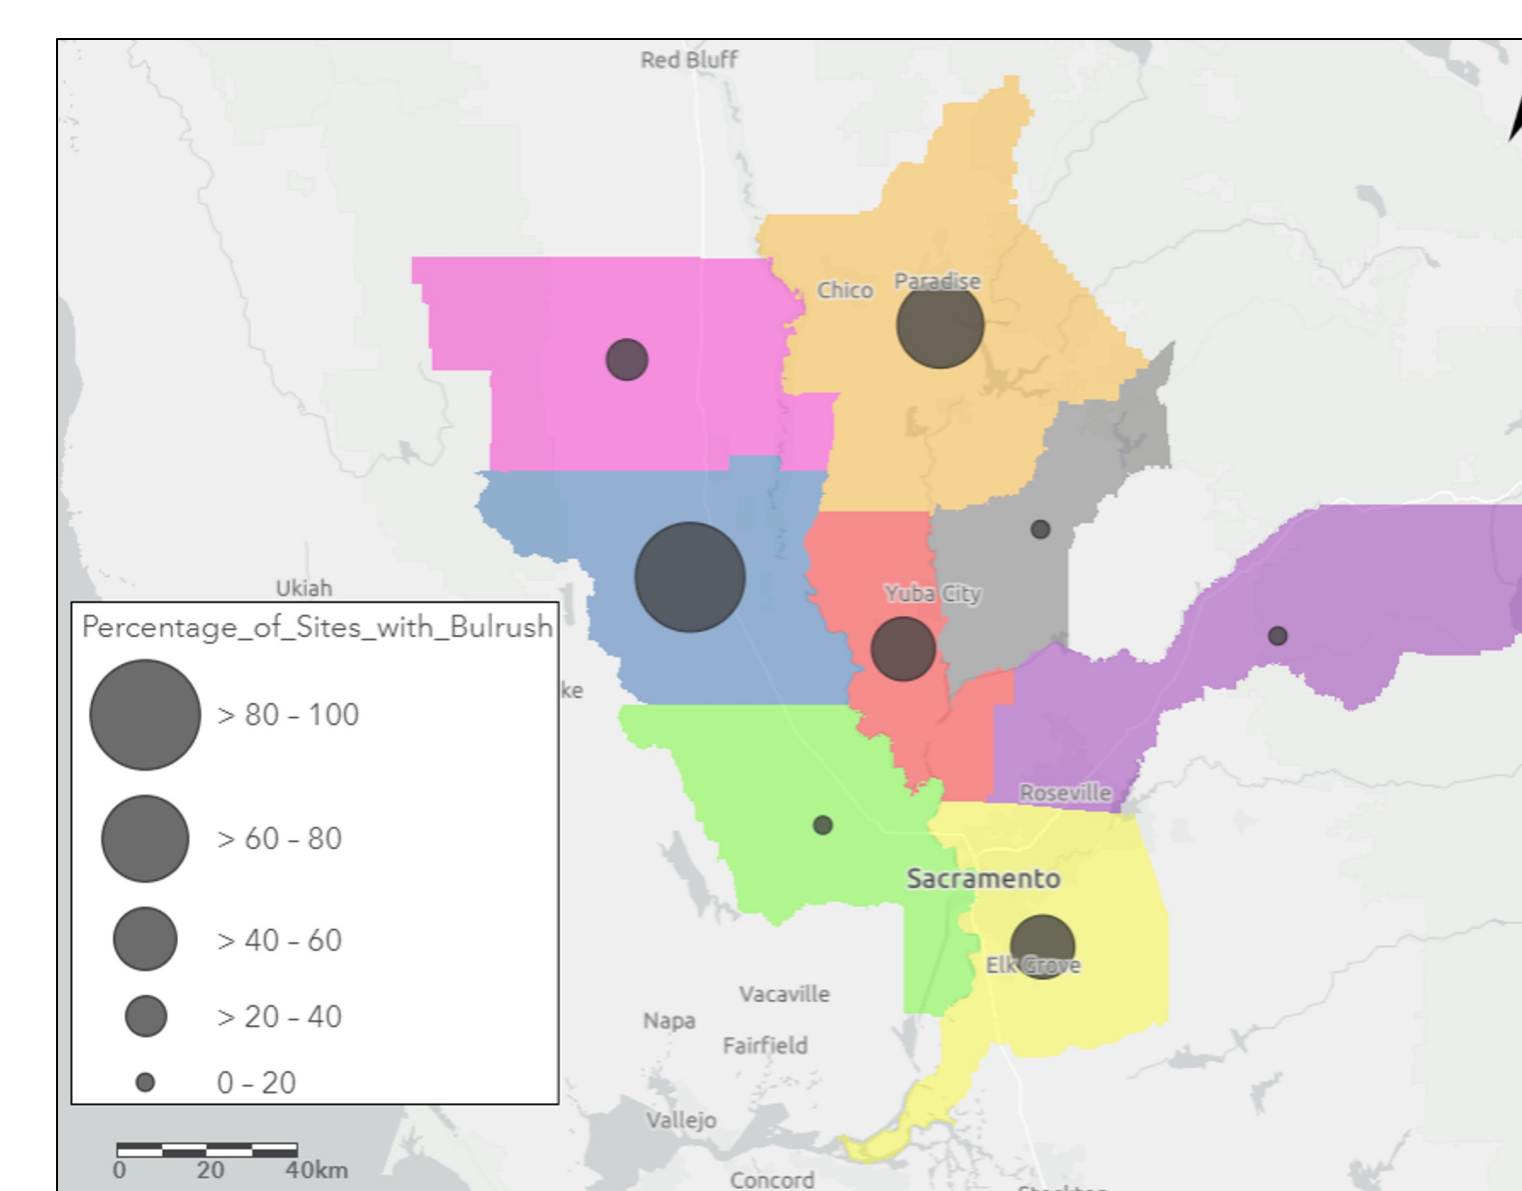 Red Bluff
Paradise
Chico
Ukiah
Yuba City
Percentage_of_Sites_with_Bulrush
> 80 - 100
ke
> 60 - 80
Roseville
Sacramento
> 40 - 60
Elk Grove
Vacaville
> 20 - 40
Napa
Fairfield
0 - 20
Vallejo
0 20 40km
Concord